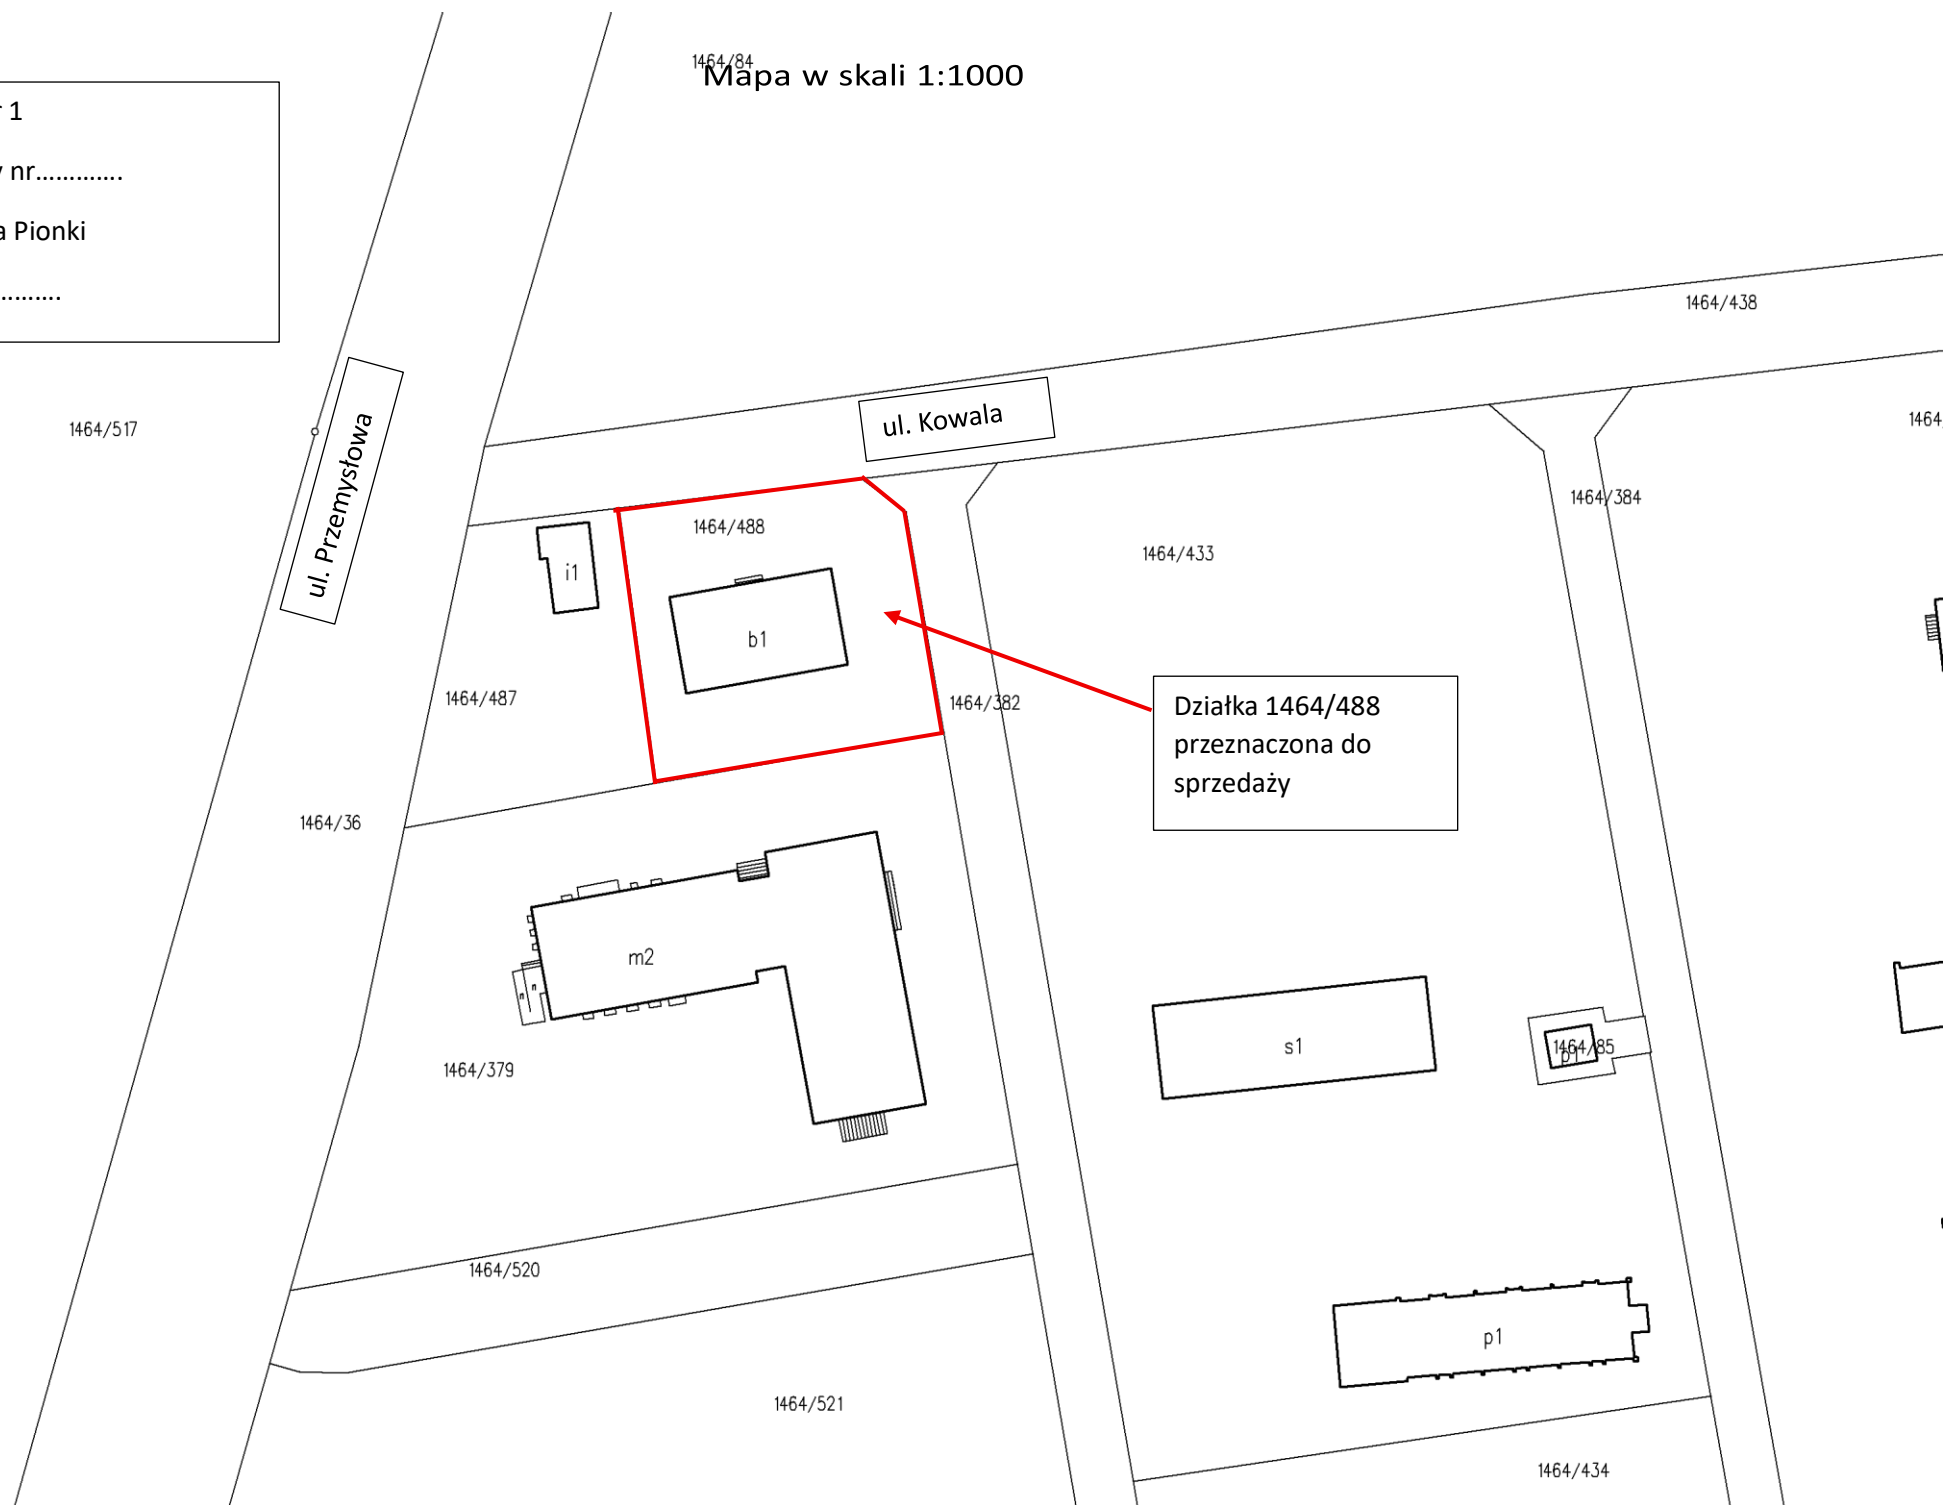 1464/84
Mapa w skali 1:1000
r 1
y nr.............
a Pionki
..........
1464/438
1464/517
ul. Przemysłowa
ul. Kowala
1464/
1464/488
1464/384
1464/433
i1
b1
1464/487
1464/382
Działka 1464/488
przeznaczona do
sprzedaży
1464/36
m2
s1
1464/85
p1
1464/379
1464/520
p1
1464/521
1464/434